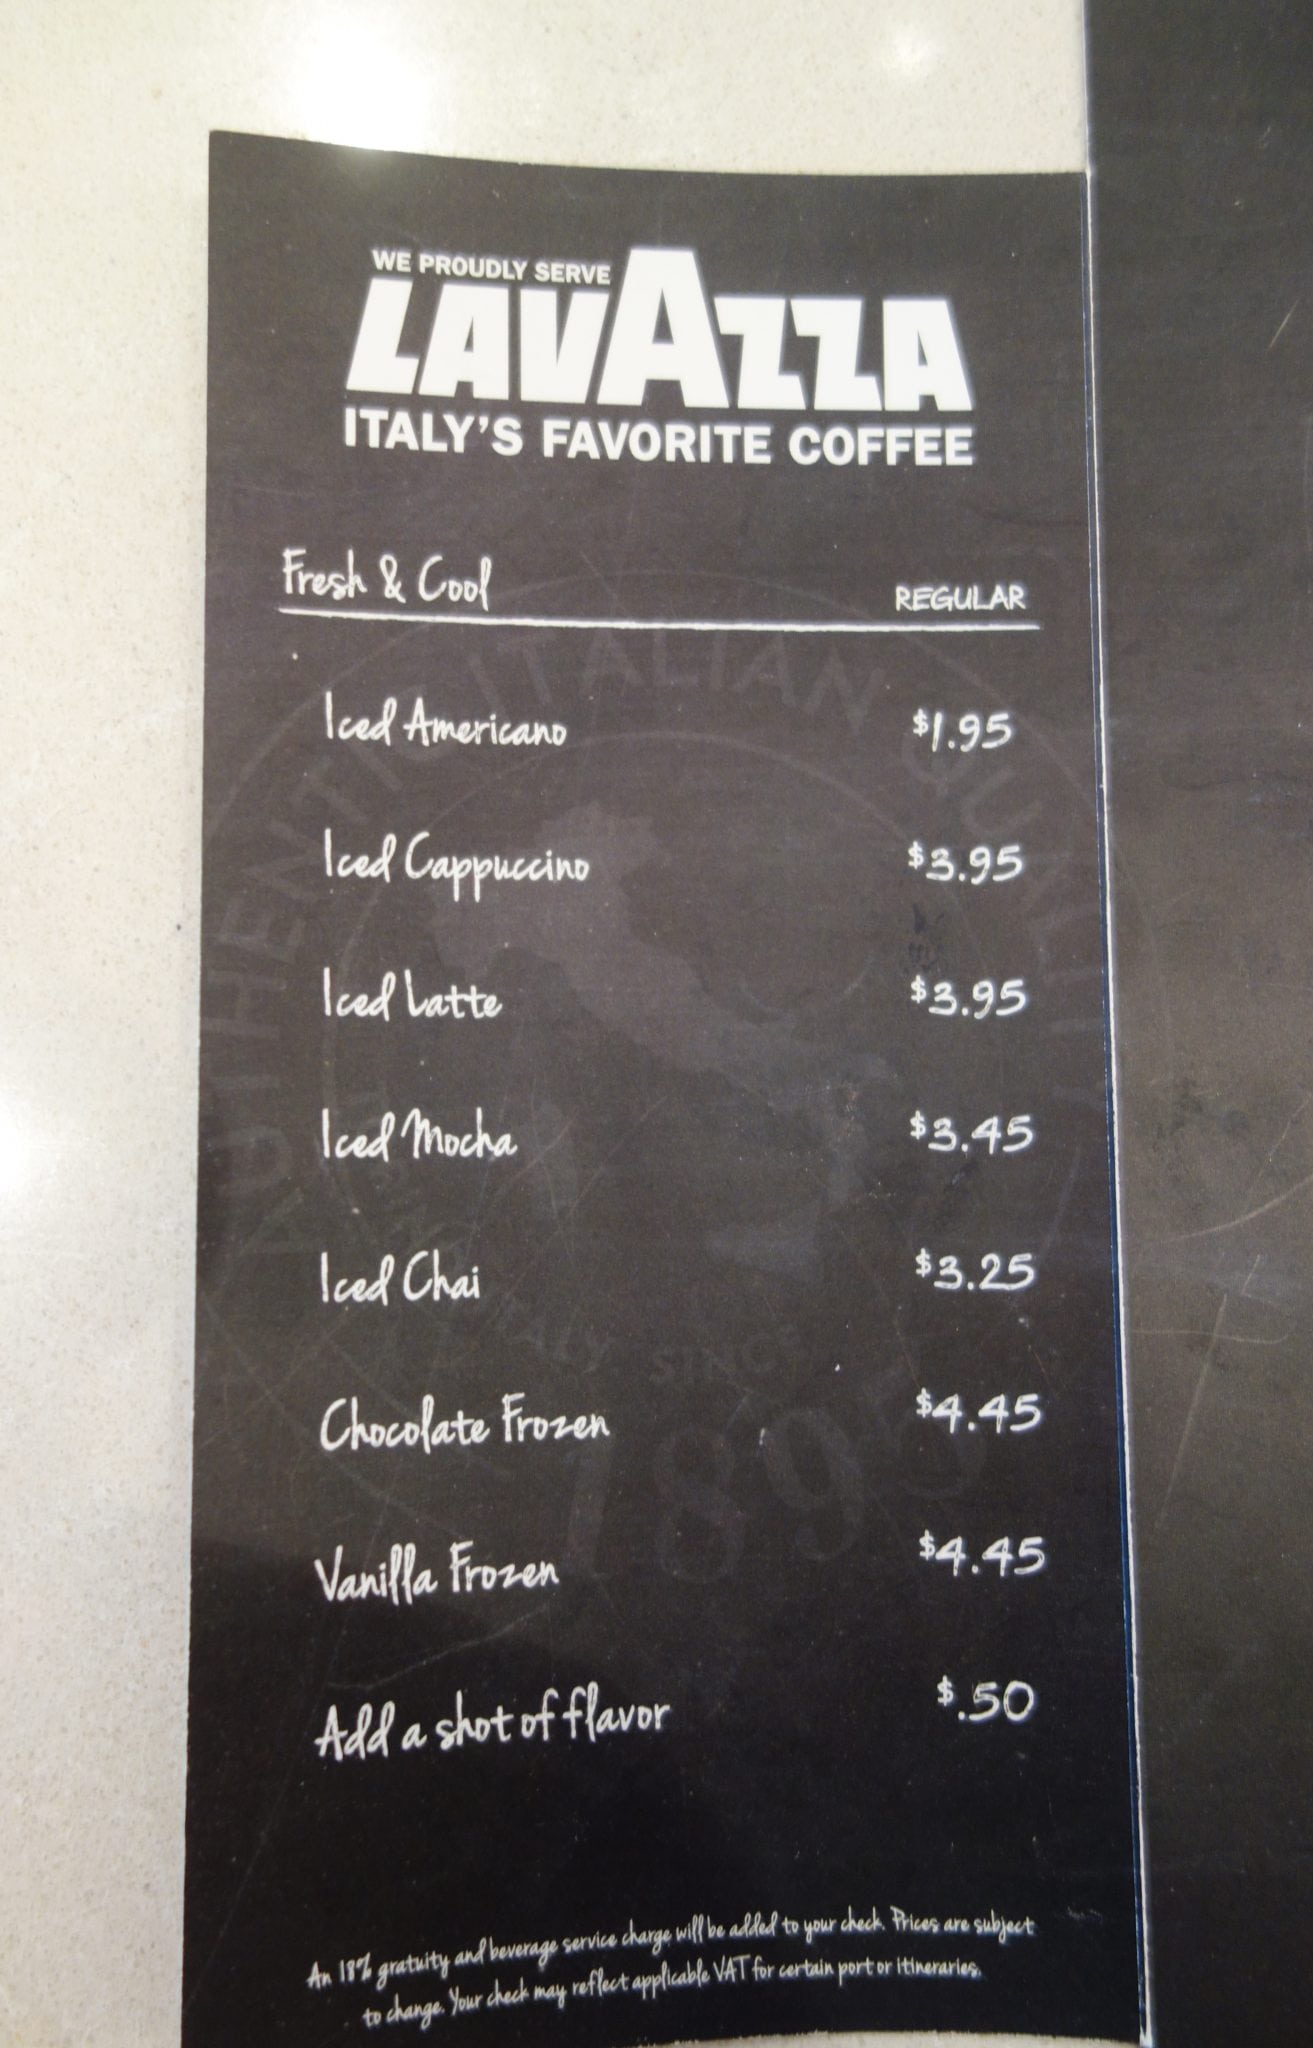 WE PROUDLY SERVE
LAVAZZA
ITALY'S FAVORITE COFFEE
Fresh & Cool REGULAR
Iced Americano $1.95
Iced Cappuccino $3.95
Iced Latte $3.95
Iced Mocha $3.45
Iced Chai $3.25
Chocolate Frozen $4.45
Vanilla Frozen $4.45
Add a shot of flavor $.50
An 18% gratuity and beverage service charge will be added to your check. Prices are subject
to change. Your check may reflect applicable VAT for certain port or itineraries.
ITALIAN
SINCE
1895